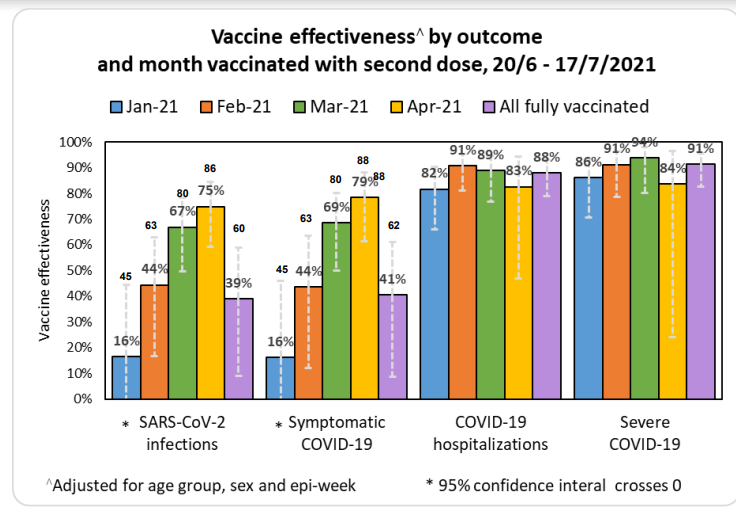 Vaccine effectiveness^ by outcome
and month vaccinated with second dose, 20/6 - 17/7/2021
Jan-21 Feb-21 Mar-21 Apr-21 All fully vaccinated
Vaccine effectiveness
100%
90%
80%
70%
60%
50%
40%
30%
20%
10%
0%
45 63 80 86 60
16% 44% 67% 75% 39%
45 63 80 88 88 62
16% 44% 69% 79% 41%
82% 91% 89% 83% 88%
86% 91% 94% 84% 91%
* SARS-CoV-2
infections
* Symptomatic
COVID-19
COVID-19
hospitalizations
Severe
COVID-19
^Adjusted for age group, sex and epi-week
* 95% confidence interal crosses 0